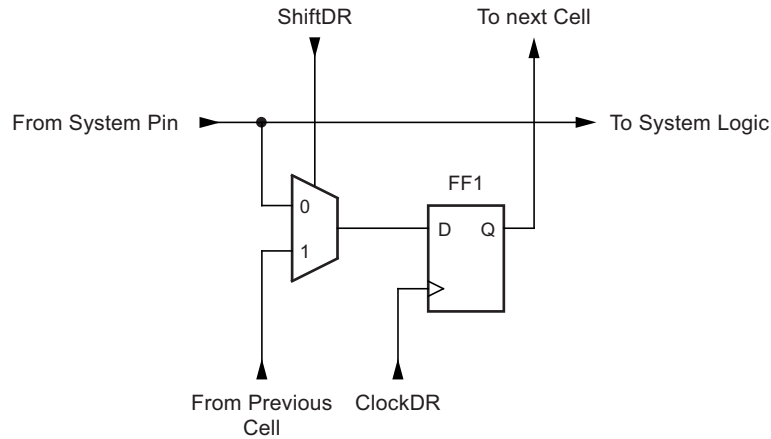 ShiftDR
To next Cell
From System Pin
To System Logic
FF1
0
D
Q
1
From Previous
Cell
ClockDR